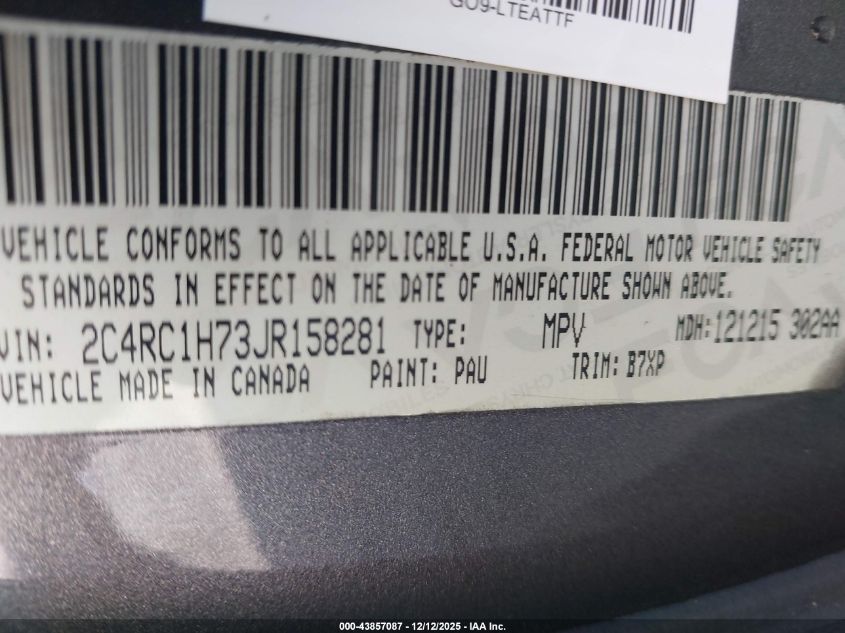 GO9-LTEATTF
VEHICLE CONFORMS TO ALL APPLICABLE U.S.A. FEDERAL MOTOR VEHICLE SAFETY
STANDARDS IN EFFECT ON THE DATE OF MANUFACTURE SHOWN ABOVE.
VIN: 2C4RC1H73JR158281 TYPE: MPV MDH:121215 302AA
VEHICLE MADE IN CANADA PAINT: PAU TRIM: B7XP
000-43857087 - 12/12/2025 - IAA Inc.